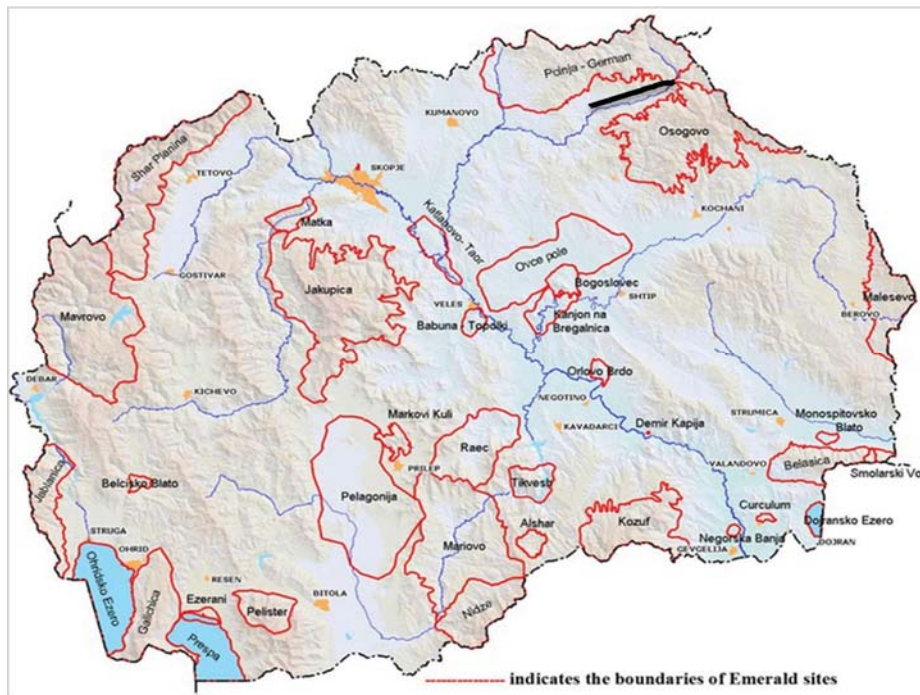 Pcinja - German
KUMANOVO
Osogovo
Shar Planina
TETOVO
SKOPJE
KOCHANI
Matka
Katlanovo- Taor
GOSTIVAR
Ovce pole
Jakupica
Bogoslovec
SHTIP
Malesevo
VELES
BEROVO
Mavrovo
Babuna
Topolki
Kanjon na
Bregalnica
DEBAR
KICHEVO
Orlovo Brdo
NEGOTINO
Markovi Kuli
STRUMICA
Monospitovsko
Blato
KAVADARCI
Demir Kapija
Raec
PRILEP
VALANDOVO
Belasica
Smolarski Vo
Jablanica
Belcisko Blato
Pelagonija
Tikvesh
Curculum
Dojransko Ezero
STRUGA
Alshar
Kozuf
Negorska Banja
DOJRAN
OHRID
Mariovo
GEVGELIJA
Ohridsko Ezero
Galichica
RESEN
Ezerani
Pelister
BITOLA
Nidze
Prespa
indicates the boundaries of Emerald sites